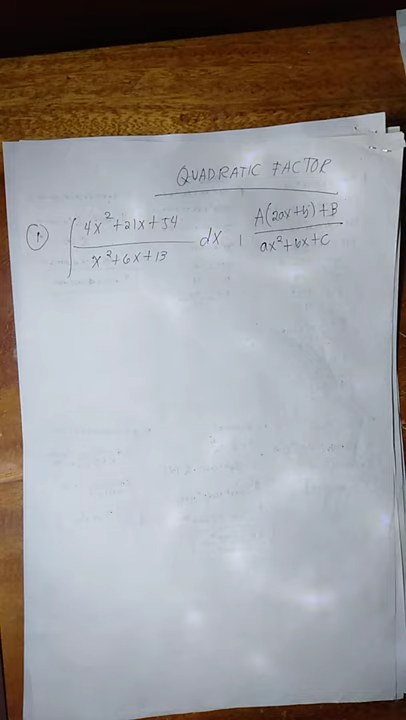 QUADRATIC FACTOR
① ∫ 4x²+21x+54 / x²+6x+13 dx , A(2ax+b)+B / ax²+bx+c